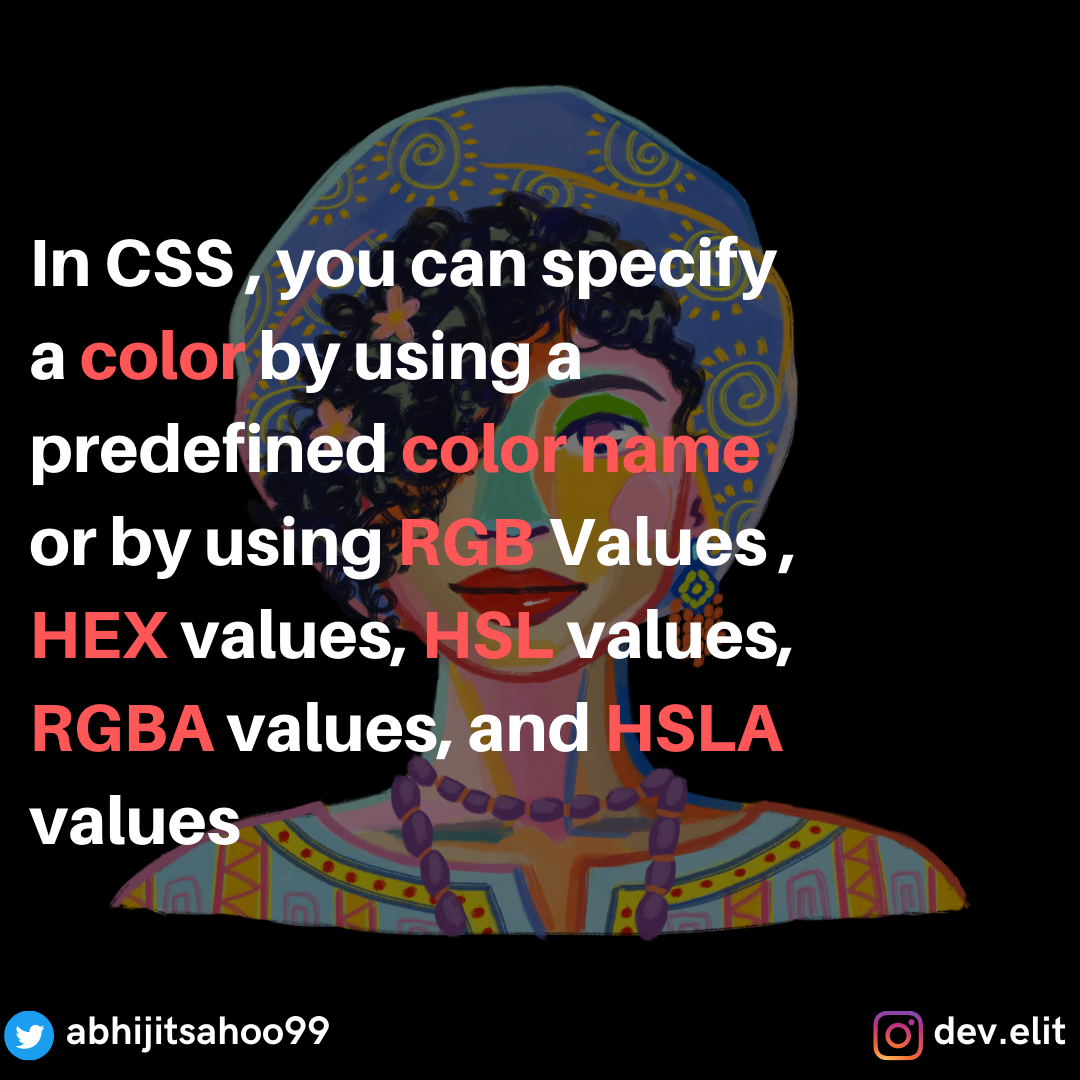 In CSS , you can specify
a color by using a
predefined color name
or by using RGB Values ,
HEX values, HSL values,
RGBA values, and HSLA
values
abhijitsahoo99
dev.elit